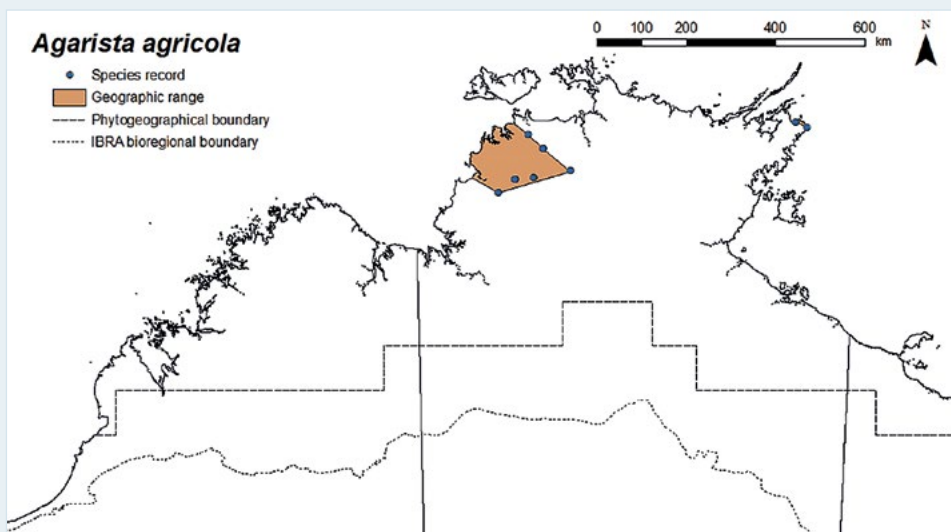 Agarista agricola
Species record
Geographic range
Phytogeographical boundary
IBRA bioregional boundary
0 100 200 400 600
km
N